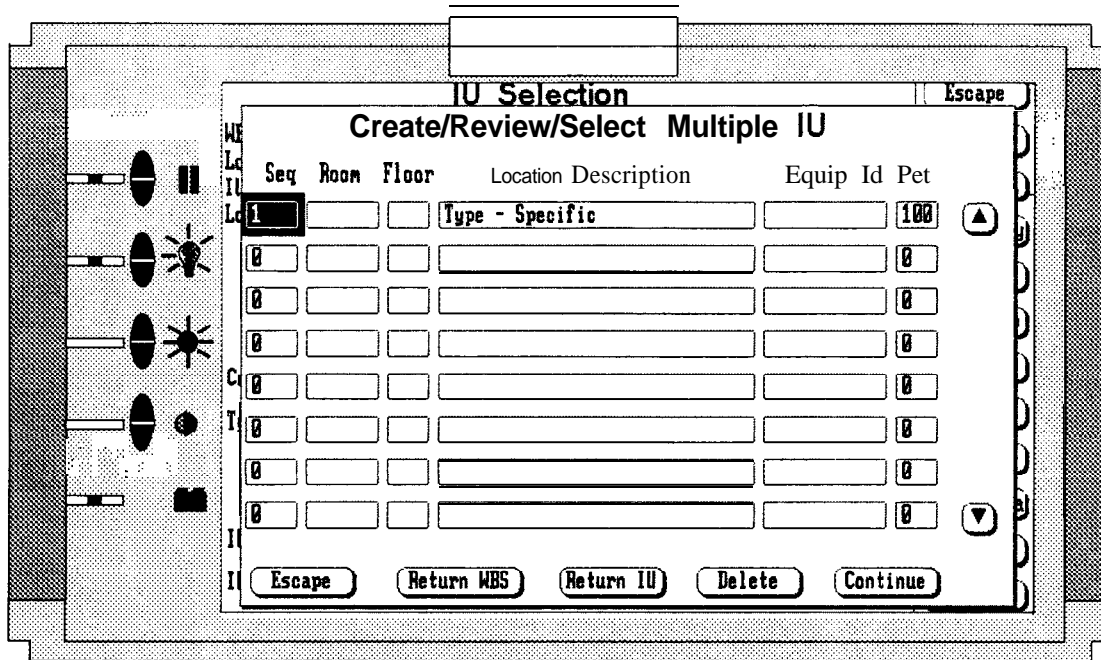 IU Selection
Escape
Create/Review/Select Multiple IU
Seq Room Floor Location Description Equip Id Pet
1 Type - Specific 100
0 0
0 0
0 0
0 0
0 0
0 0
0 0
Escape Return WBS Return IU Delete Continue